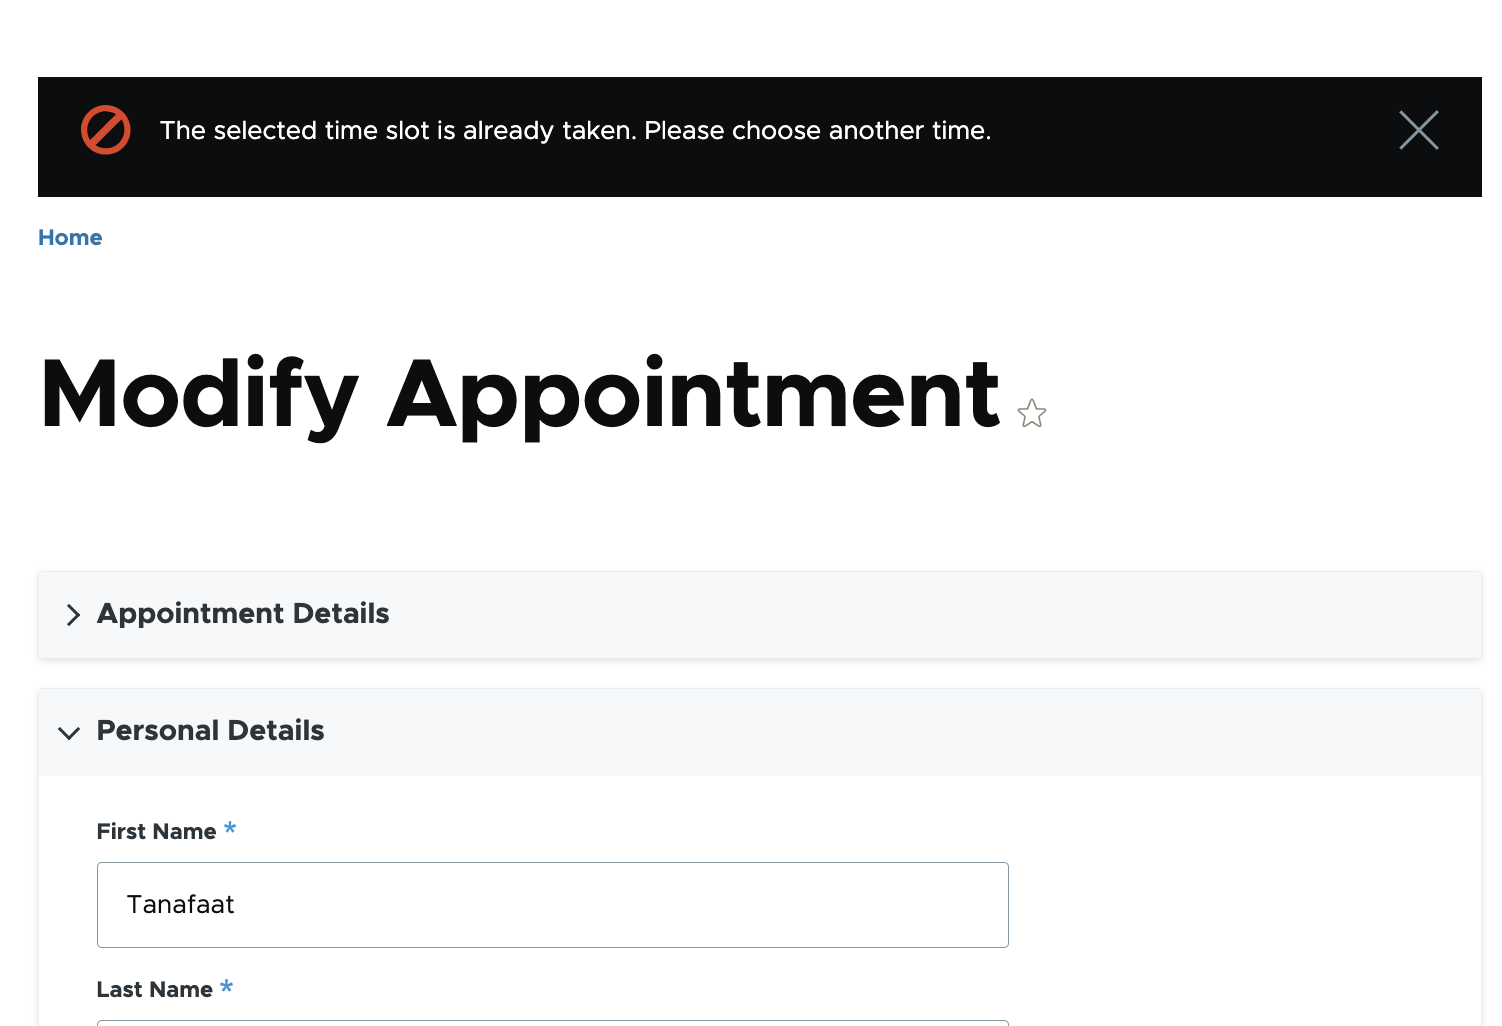 The selected time slot is already taken. Please choose another time.
Home
Modify Appointment
Appointment Details
Personal Details
First Name *
Tanafaat
Last Name *